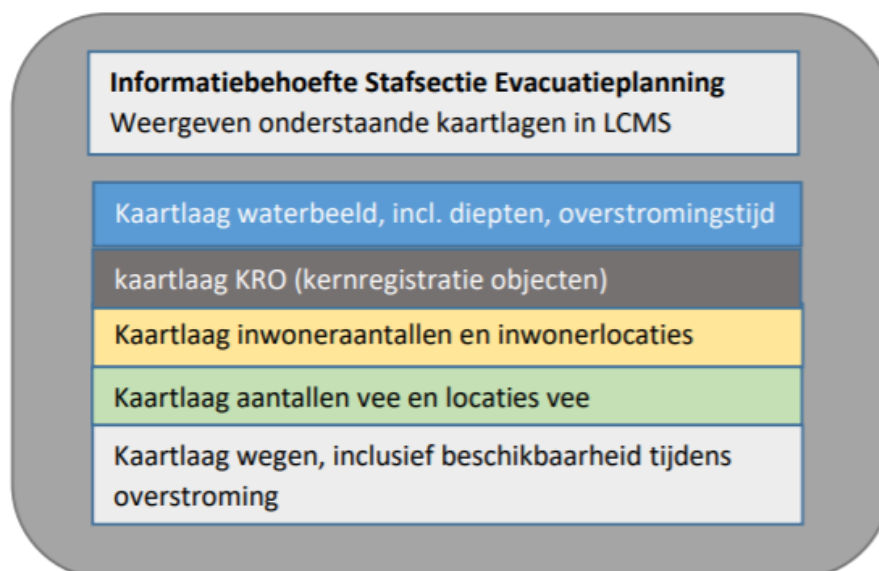 Informatiebehoefte Stafsectie Evacuatieplanning
Weergeven onderstaande kaartlagen in LCMS
Kaartlaag waterbeeld, incl. diepten, overstromingstijd
kaartlaag KRO (kernregistratie objecten)
Kaartlaag inwoneraantallen en inwonerlocaties
Kaartlaag aantallen vee en locaties vee
Kaartlaag wegen, inclusief beschikbaarheid tijdens
overstroming